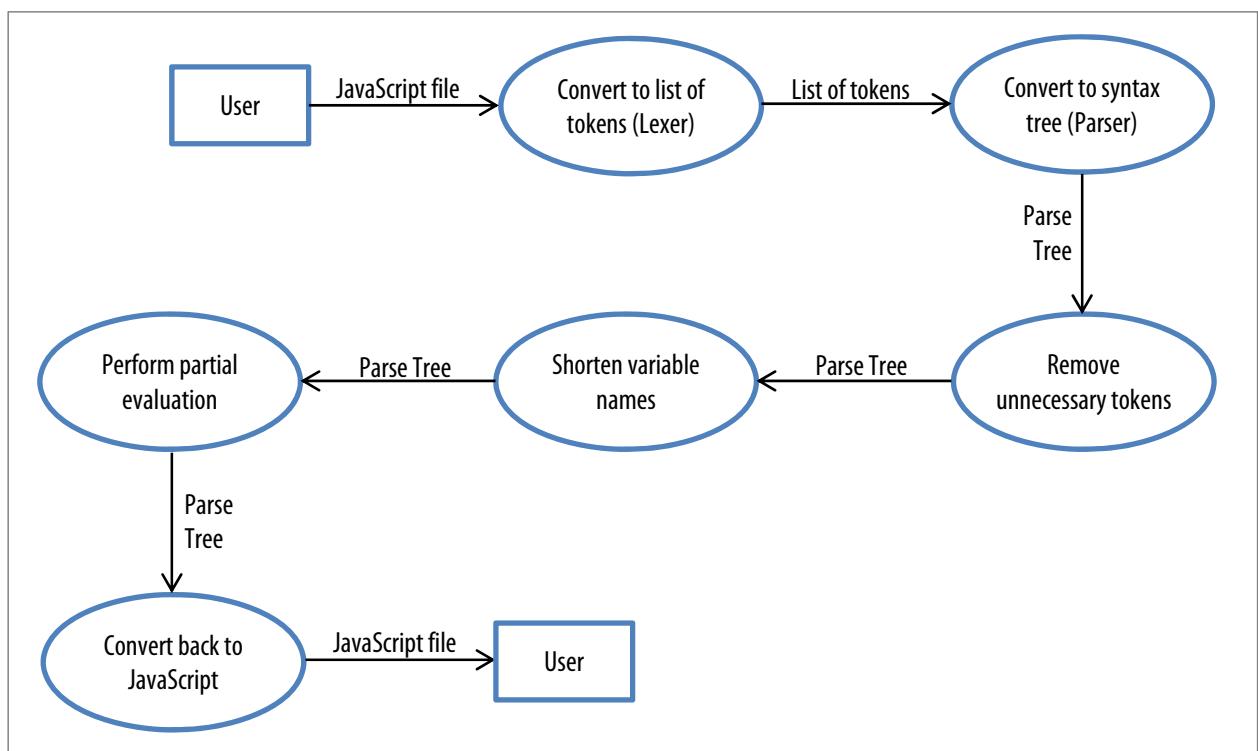 User
JavaScript file
Convert to list of
tokens (Lexer)
List of tokens
Convert to syntax
tree (Parser)
Parse
Tree
Remove
unnecessary tokens
Parse Tree
Shorten variable
names
Parse Tree
Perform partial
evaluation
Parse
Tree
Convert back to
JavaScript
JavaScript file
User